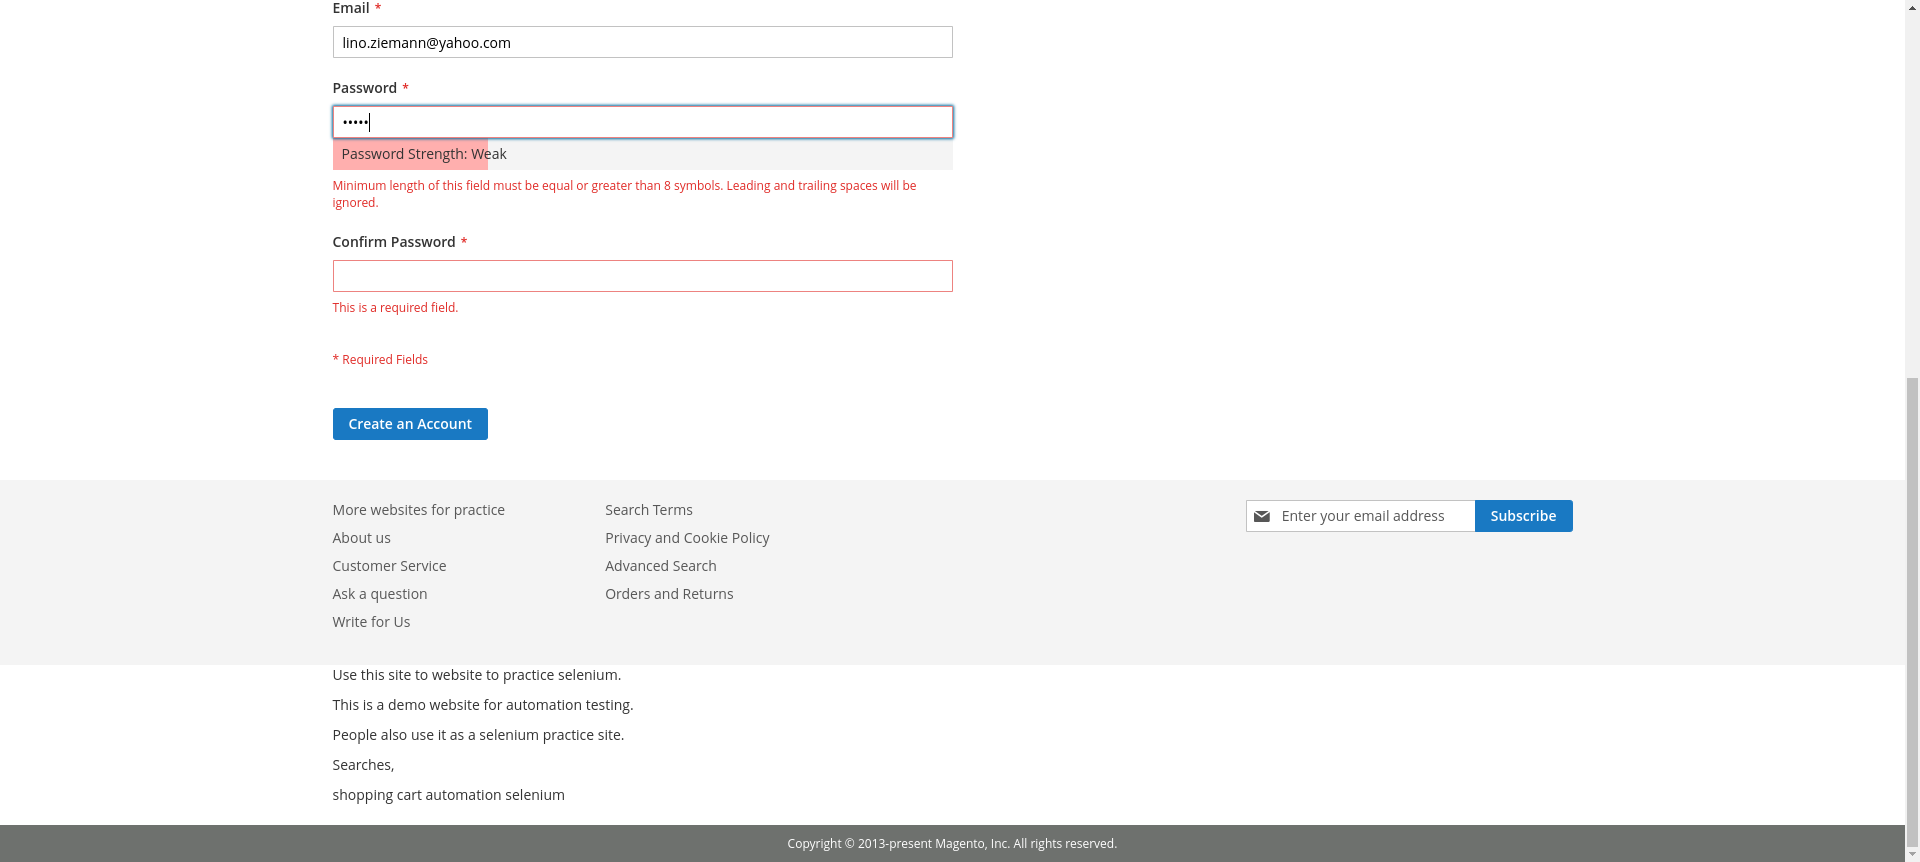 Email *
lino.ziemann@yahoo.com
Password *
•••••
Password Strength: Weak
Minimum length of this field must be equal or greater than 8 symbols. Leading and trailing spaces will be
ignored.
Confirm Password *
This is a required field.
* Required Fields
Create an Account
More websites for practice
About us
Customer Service
Ask a question
Write for Us
Search Terms
Privacy and Cookie Policy
Advanced Search
Orders and Returns
Enter your email address
Subscribe
Use this site to website to practice selenium.
This is a demo website for automation testing.
People also use it as a selenium practice site.
Searches,
shopping cart automation selenium
Copyright © 2013-present Magento, Inc. All rights reserved.